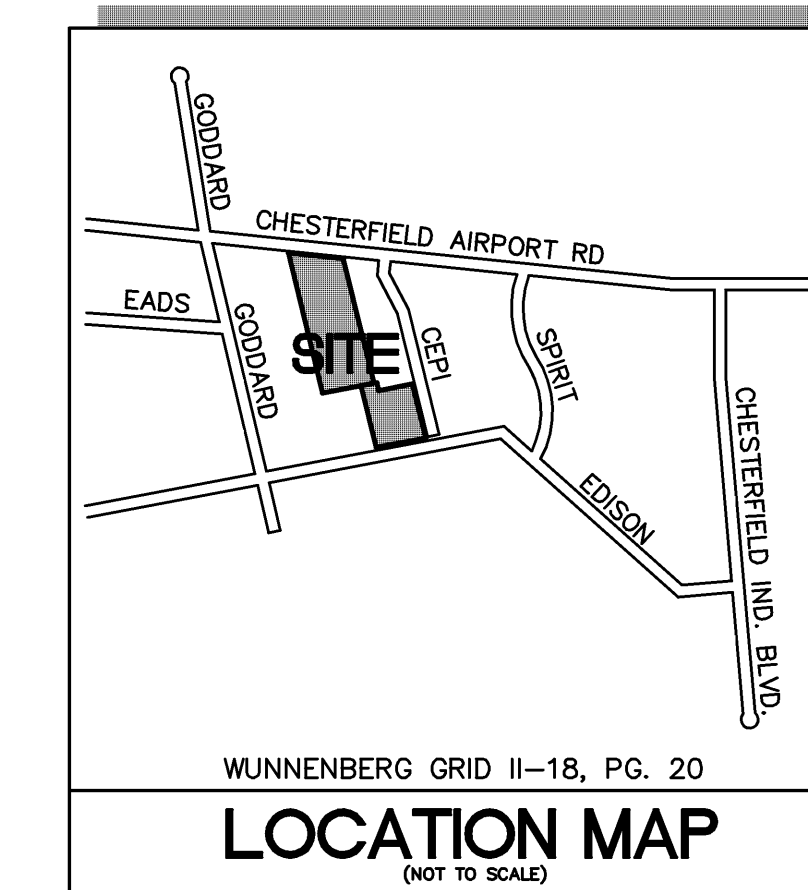 GODDARD
CHESTERFIELD AIRPORT RD
EADS
GODDARD
SITE
CEPI
SPIRIT
CHESTERFIELD IND. BLVD.
EDISON
WUNNENBERG GRID II-18, PG. 20
LOCATION MAP
(NOT TO SCALE)